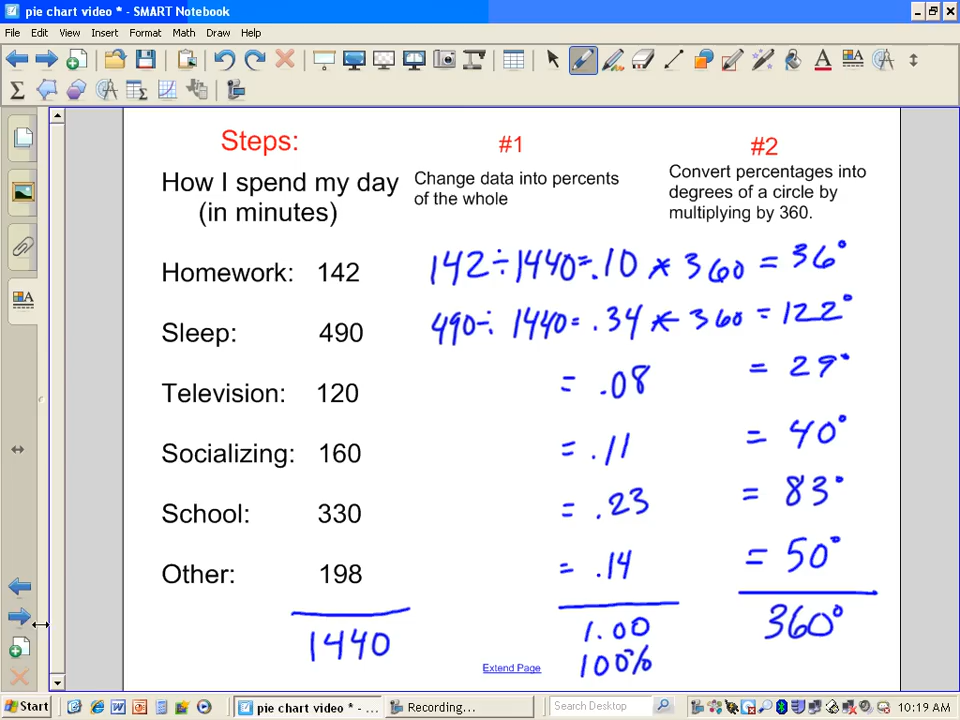 pie chart video * - SMART Notebook
File Edit View Insert Format Math Draw Help
Steps: #1 #2
How I spend my day
(in minutes)
Change data into percents
of the whole
Convert percentages into
degrees of a circle by
multiplying by 360.
Homework: 142 142÷1440=.10 * 360 = 36°
Sleep: 490 490÷ 1440= .34 * 360 = 122°
Television: 120 = .08 = 29°
Socializing: 160 = .11 = 40°
School: 330 = .23 = 83°
Other: 198 = .14 = 50°
1440 1.00 360°
100%
Extend Page
Start pie chart video * - ... Recording... Search Desktop 10:19 AM